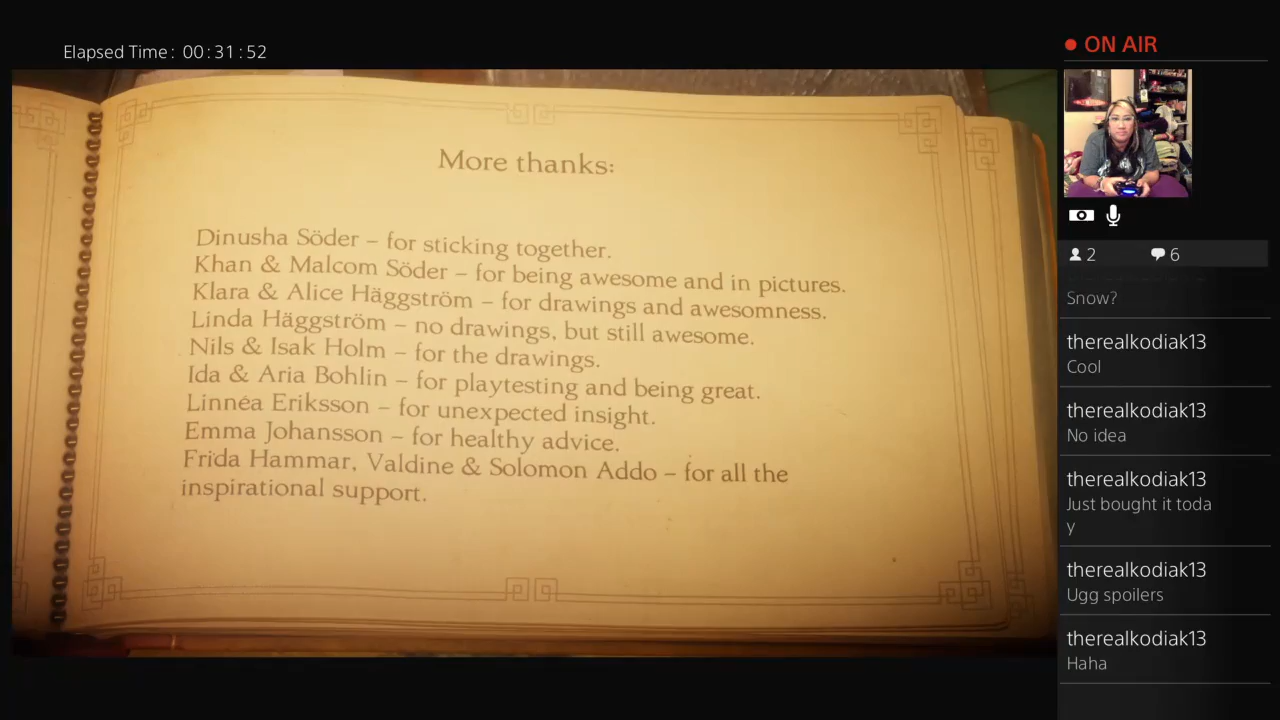 Elapsed Time: 00:31:52
ON AIR
More thanks:
Dinusha Söder – for sticking together.
Khan & Malcom Söder – for being awesome and in pictures.
Klara & Alice Häggström – for drawings and awesomness.
Linda Häggström – no drawings, but still awesome.
Nils & Isak Holm – for the drawings.
Ida & Aria Bohlin – for playtesting and being great.
Linnéa Eriksson – for unexpected insight.
Emma Johansson – for healthy advice.
Frida Hammar, Valdine & Solomon Addo – for all the
inspirational support.
2
6
Snow?
therealkodiak13
Cool
therealkodiak13
No idea
therealkodiak13
Just bought it toda
y
therealkodiak13
Ugg spoilers
therealkodiak13
Haha